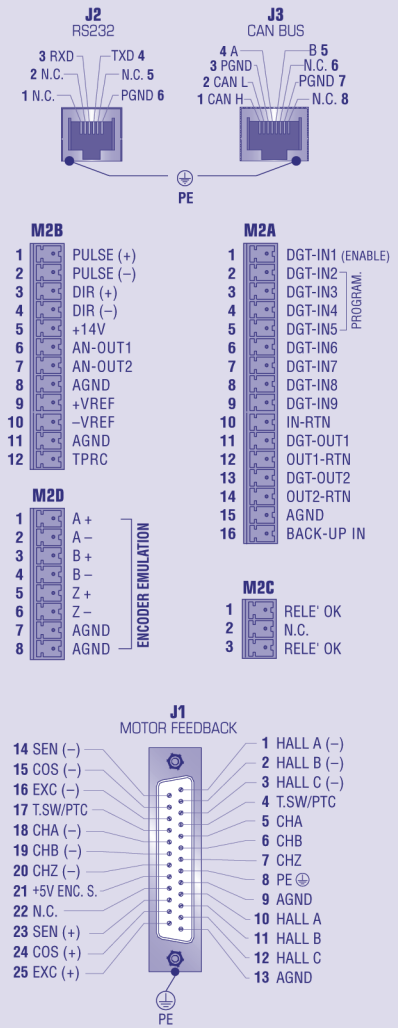 J2
RS232
3 RXD
TXD 4
2 N.C.
N.C. 5
1 N.C.
PGND 6
J3
CAN BUS
4 A
B 5
3 PGND
N.C. 6
2 CAN L
PGND 7
1 CAN H
N.C. 8
PE
M2B
1 PULSE (+)
2 PULSE (–)
3 DIR (+)
4 DIR (–)
5 +14V
6 AN-OUT1
7 AN-OUT2
8 AGND
9 +VREF
10 –VREF
11 AGND
12 TPRC
M2A
1 DGT-IN1 (ENABLE)
2 DGT-IN2
3 DGT-IN3
4 DGT-IN4
5 DGT-IN5
PROGRAM.
6 DGT-IN6
7 DGT-IN7
8 DGT-IN8
9 DGT-IN9
10 IN-RTN
11 DGT-OUT1
12 OUT1-RTN
13 DGT-OUT2
14 OUT2-RTN
15 AGND
16 BACK-UP IN
M2D
1 A +
2 A –
3 B +
4 B –
5 Z +
6 Z –
7 AGND
8 AGND
ENCODER EMULATION
M2C
1 RELE' OK
2 N.C.
3 RELE' OK
J1
MOTOR FEEDBACK
14 SEN (–)
15 COS (–)
16 EXC (–)
17 T.SW/PTC
18 CHA (–)
19 CHB (–)
20 CHZ (–)
21 +5V ENC. S.
22 N.C.
23 SEN (+)
24 COS (+)
25 EXC (+)
1 HALL A (–)
2 HALL B (–)
3 HALL C (–)
4 T.SW/PTC
5 CHA
6 CHB
7 CHZ
8 PE
9 AGND
10 HALL A
11 HALL B
12 HALL C
13 AGND
PE